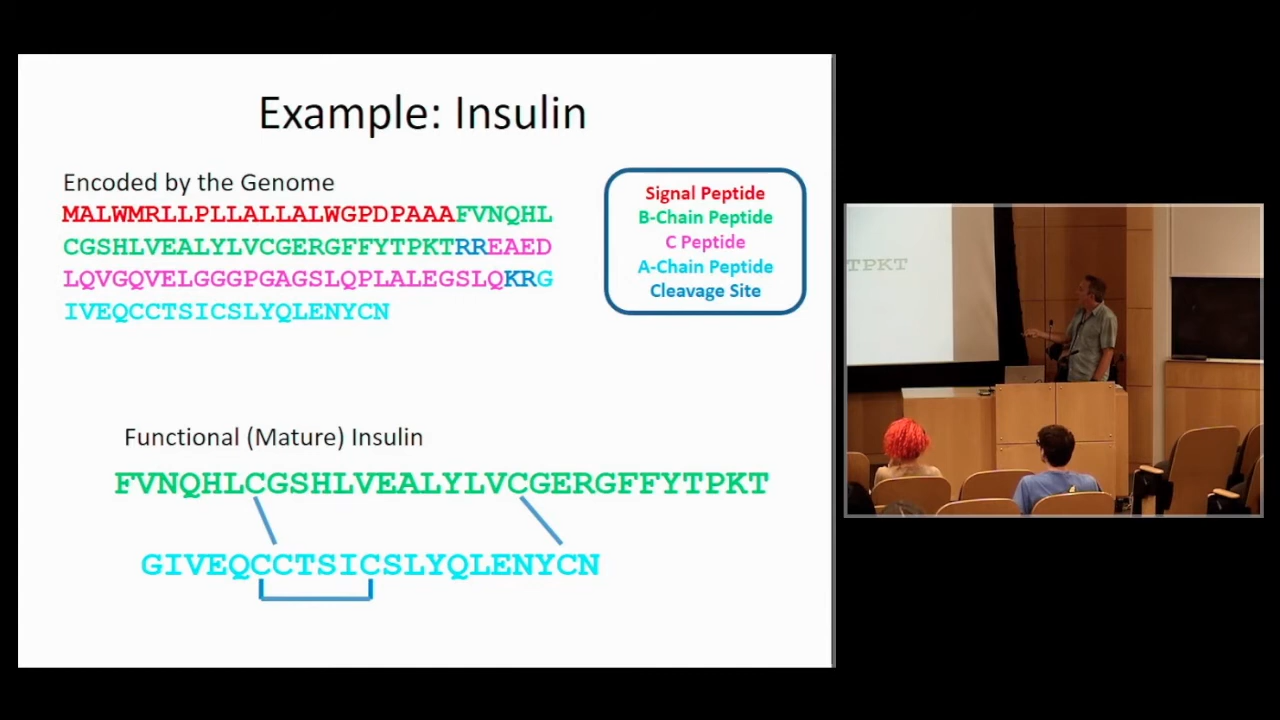 Example: Insulin
Encoded by the Genome
MALWMRLLPLLALLALWGPDPAAAFVNQHL
CGSHLVEALYLVCGERGFFYTPKTRREAED
LQVGQVELGGGPGAGSLQPLALEGSLQKRG
IVEQCCTSICSLYQLENYCN
Signal Peptide
B-Chain Peptide
C Peptide
A-Chain Peptide
Cleavage Site
Functional (Mature) Insulin
FVNQHLCGSHLVEALYLVCGERGFFYTPKT
GIVEQCCTSICSLYQLENYCN
TPKT